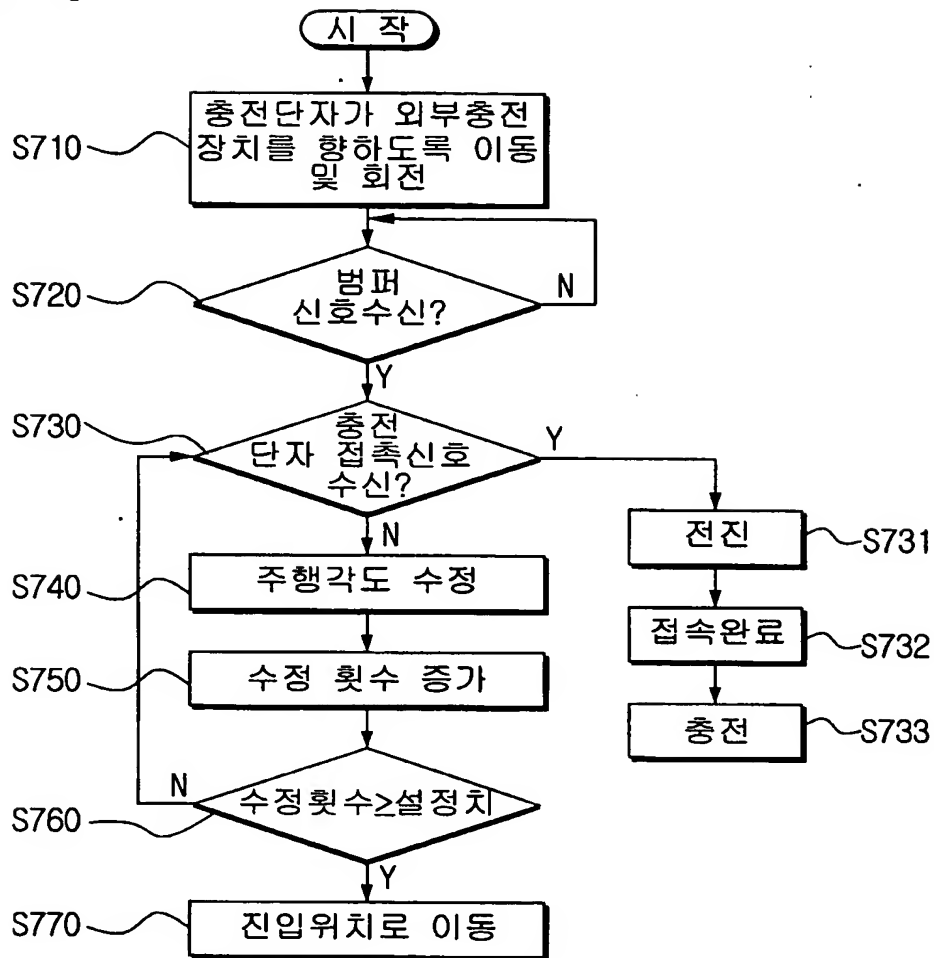 시 작
S710
충전단자가 외부충전
장치를 향하도록 이동
및 회전
S720
범퍼
신호수신?
N
Y
S730
충전
단자 접촉신호
수신?
Y
N
전진
S731
S740
주행각도 수정
접속완료
S732
S750
수정 횟수 증가
충전
S733
N
S760
수정횟수≥설정치
Y
S770
진입위치로 이동